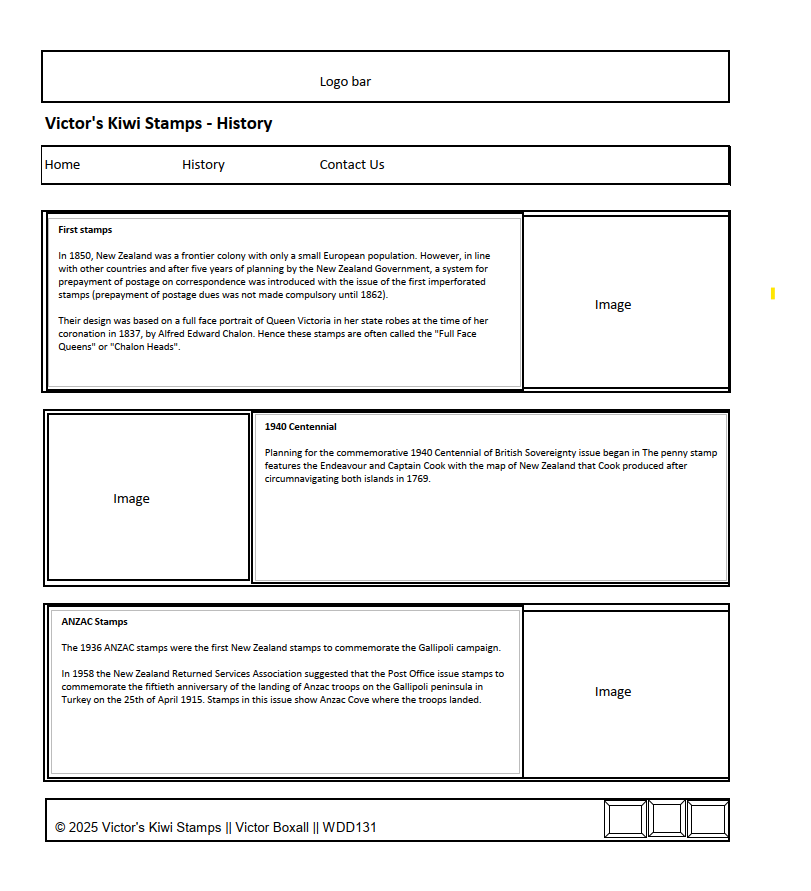 Logo bar
Victor's Kiwi Stamps - History
Home History Contact Us
First stamps
In 1850, New Zealand was a frontier colony with only a small European population. However, in line
with other countries and after five years of planning by the New Zealand Government, a system for
prepayment of postage on correspondence was introduced with the issue of the first imperforated
stamps (prepayment of postage dues was not made compulsory until 1862).
Their design was based on a full face portrait of Queen Victoria in her state robes at the time of her
coronation in 1837, by Alfred Edward Chalon. Hence these stamps are often called the "Full Face
Queens" or "Chalon Heads".
Image
Image
1940 Centennial
Planning for the commemorative 1940 Centennial of British Sovereignty issue began in The penny stamp
features the Endeavour and Captain Cook with the map of New Zealand that Cook produced after
circumnavigating both islands in 1769.
ANZAC Stamps
The 1936 ANZAC stamps were the first New Zealand stamps to commemorate the Gallipoli campaign.
In 1958 the New Zealand Returned Services Association suggested that the Post Office issue stamps to
commemorate the fiftieth anniversary of the landing of Anzac troops on the Gallipoli peninsula in
Turkey on the 25th of April 1915. Stamps in this issue show Anzac Cove where the troops landed.
Image
© 2025 Victor's Kiwi Stamps || Victor Boxall || WDD131